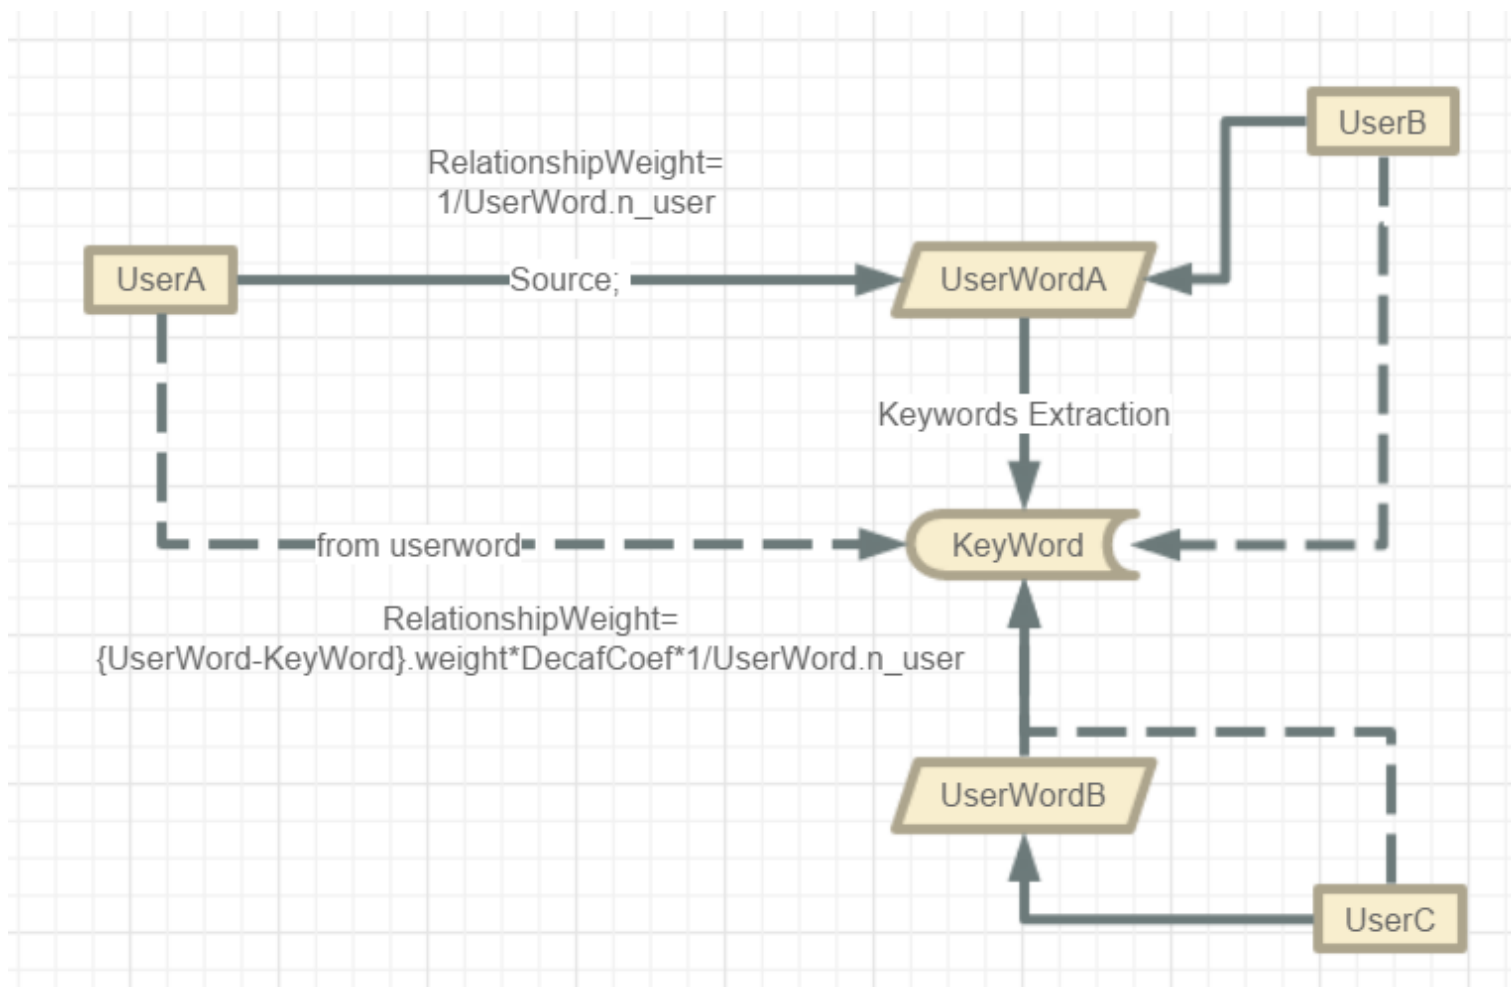 UserB
RelationshipWeight=
1/UserWord.n_user
UserA
Source;
UserWordA
Keywords Extraction
from userword
KeyWord
RelationshipWeight=
{UserWord-KeyWord}.weight*DecafCoef*1/UserWord.n_user
UserWordB
UserC